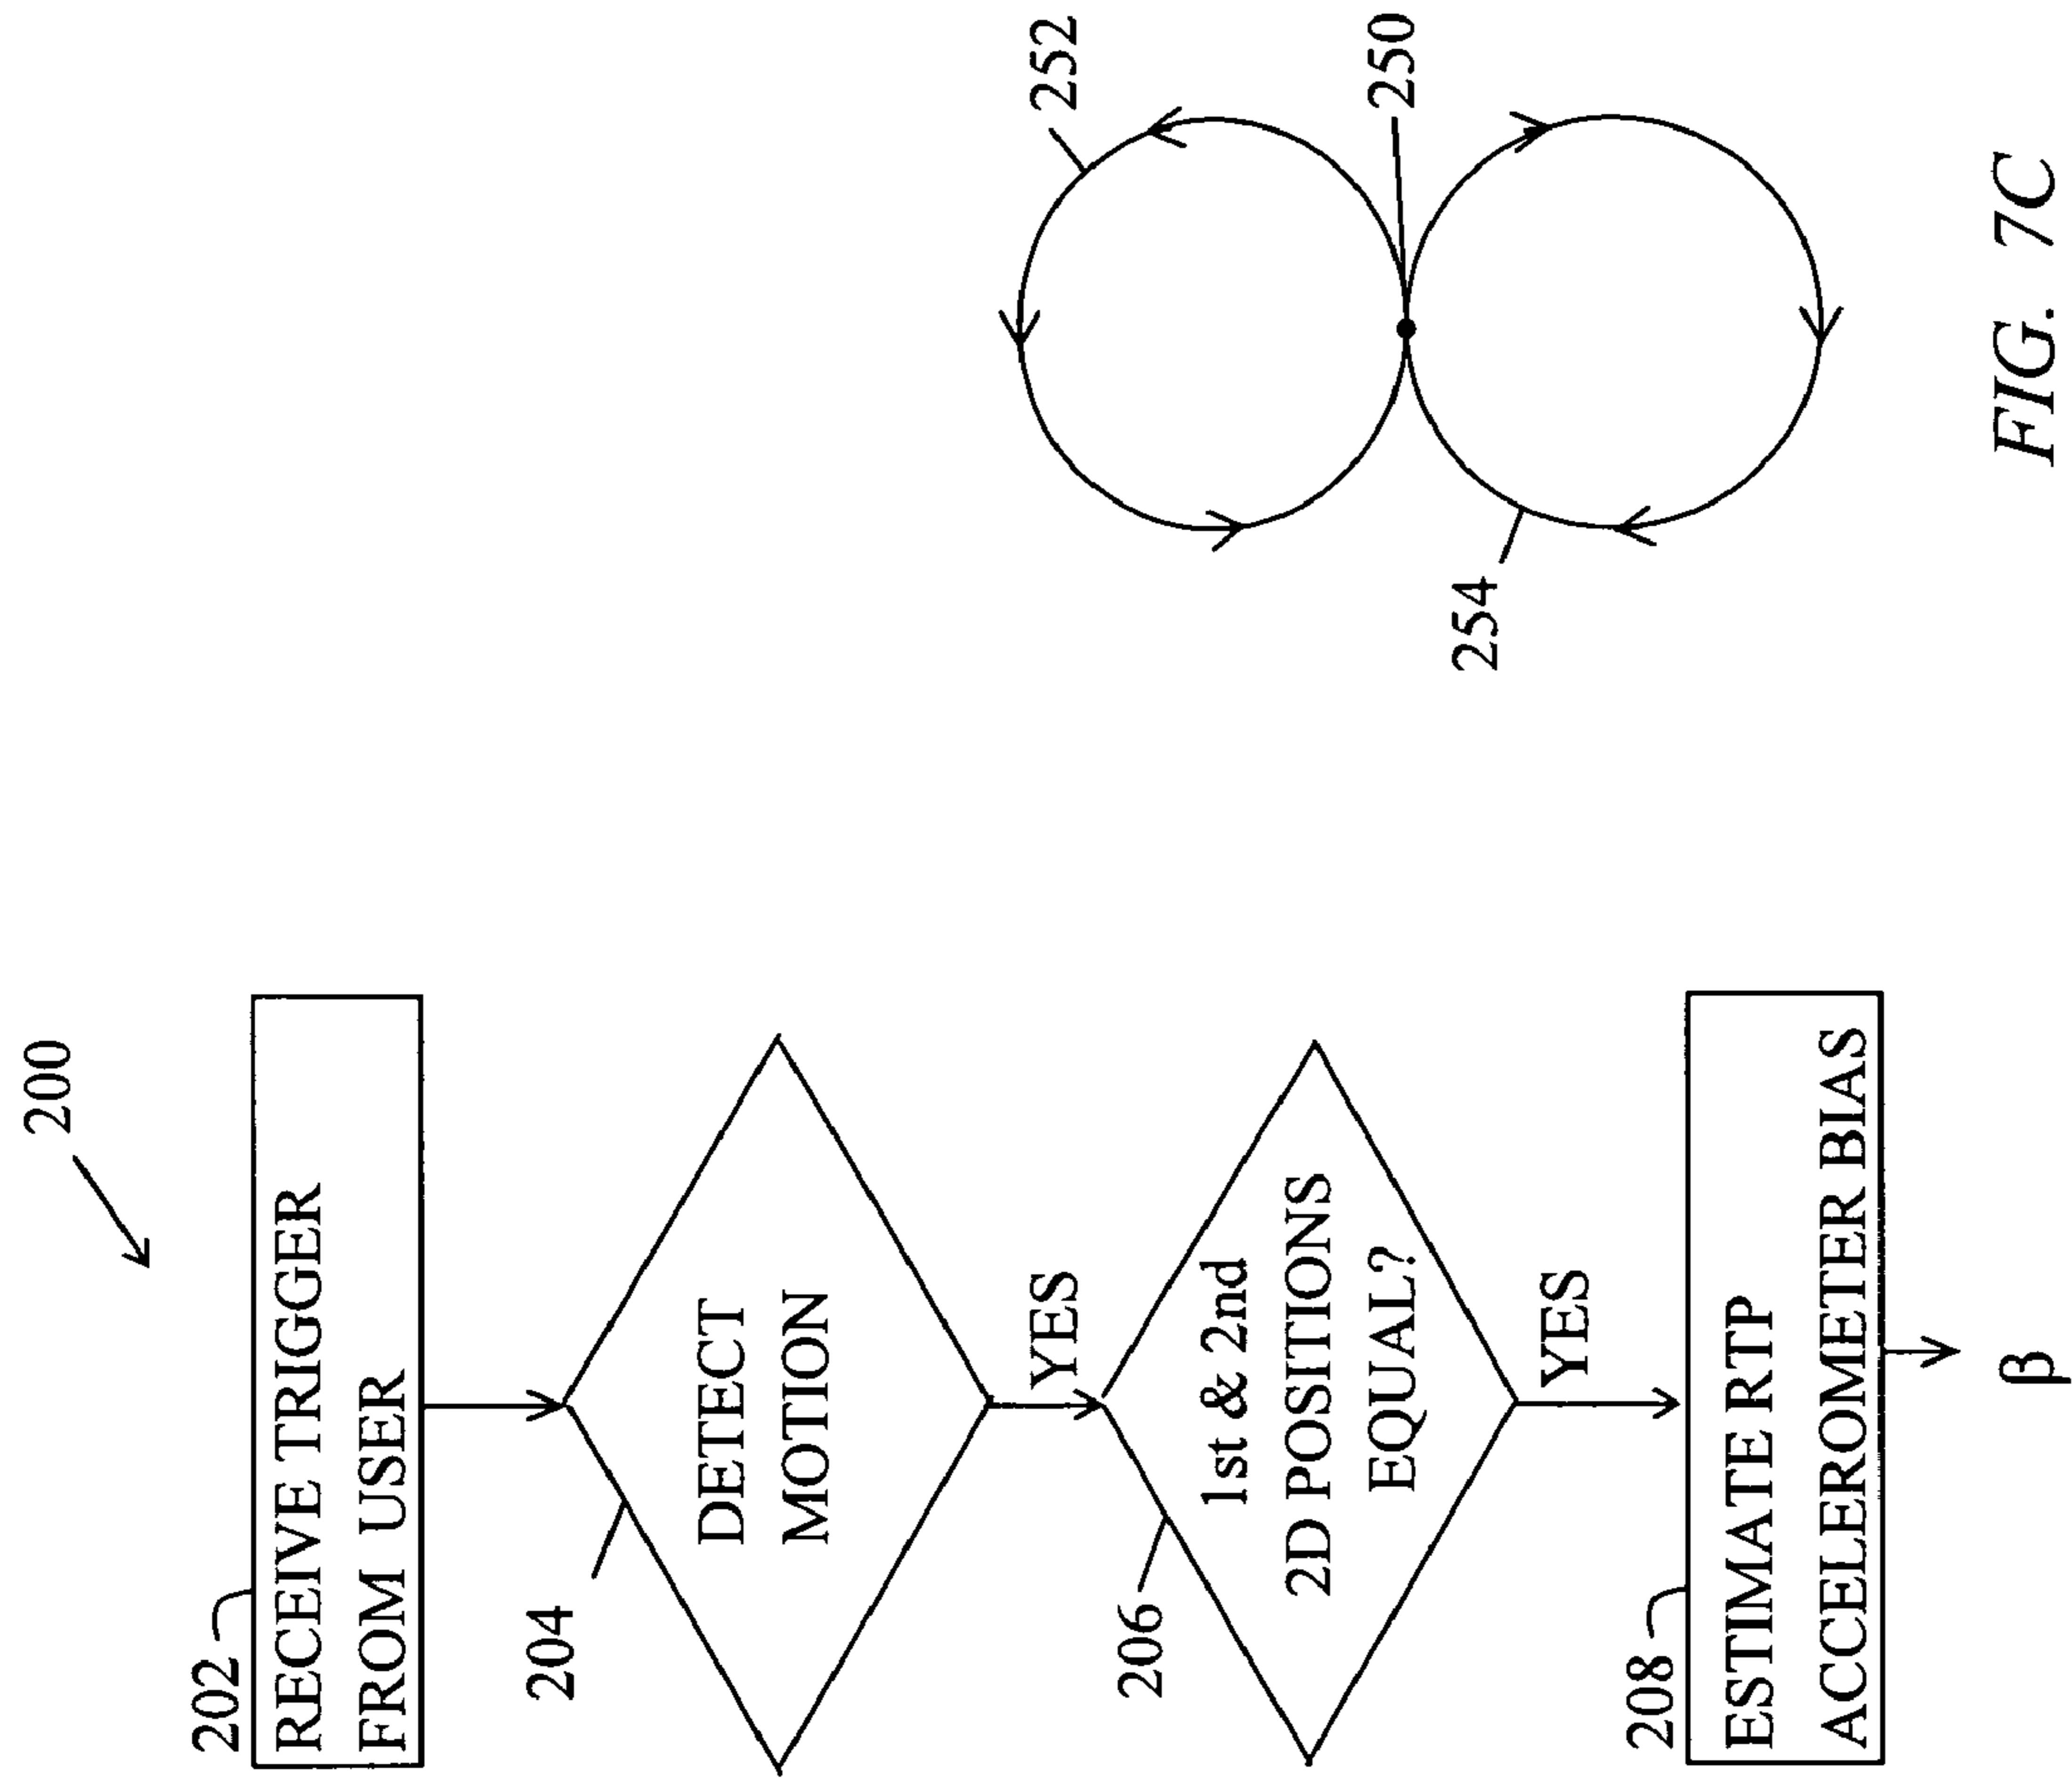 200
202
RECEIVE TRIGGER
FROM USER
204
DETECT
MOTION
YES
206
1st & 2nd
2D POSITIONS
EQUAL?
YES
208
ESTIMATE RTP
ACCELEROMETER BIAS
β
252
250
254
FIG. 7C